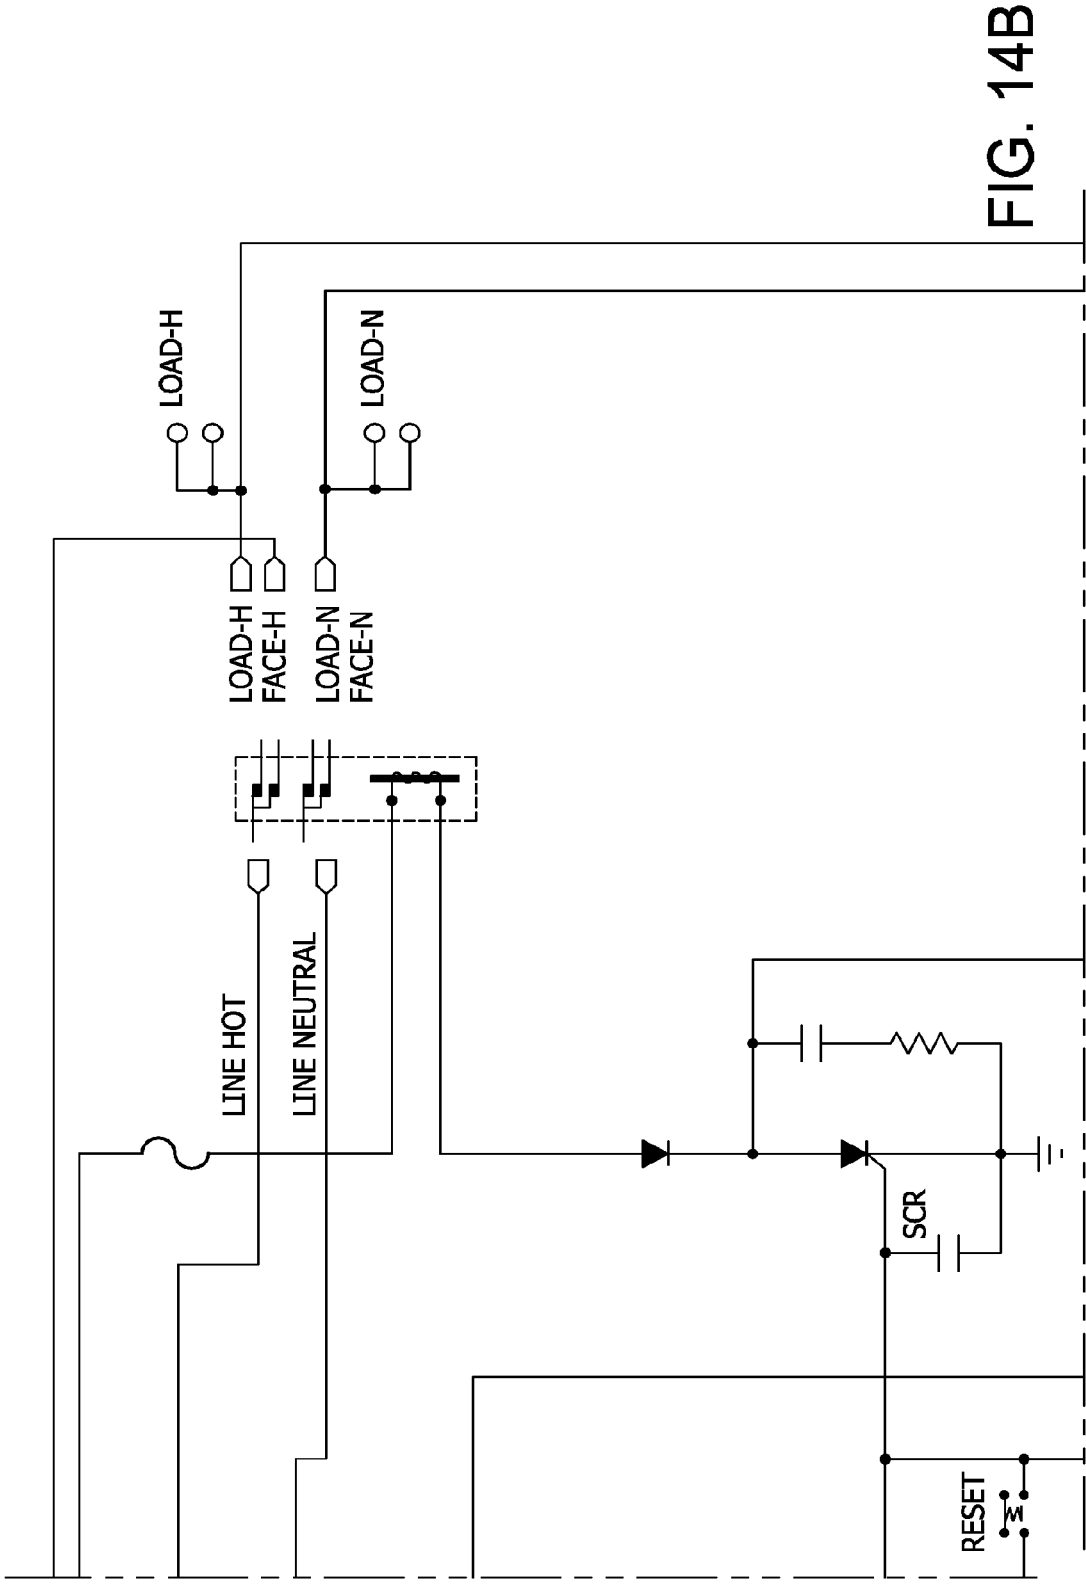 FIG. 14B
LOAD-H
LOAD-N
LOAD-H
FACE-H
LOAD-N
FACE-N
LINE HOT
LINE NEUTRAL
SCR
RESET